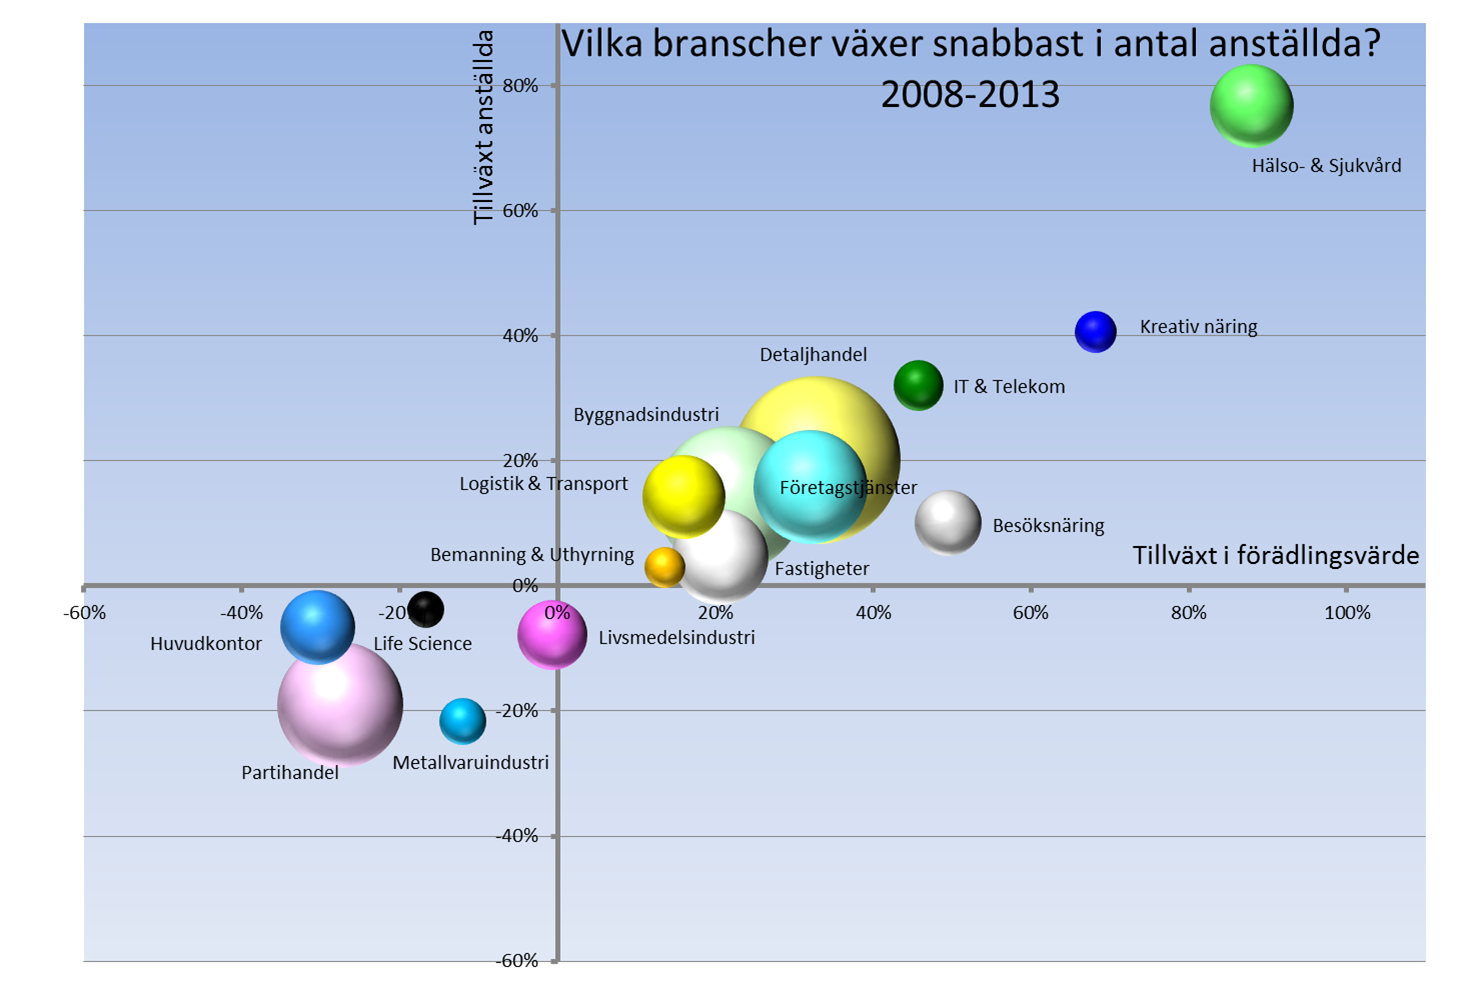 Vilka branscher växer snabbast i antal anställda?
2008-2013
Tillväxt anställda
80%
Hälso- & Sjukvård
60%
40%
Kreativ näring
Detaljhandel
IT & Telekom
Byggnadsindustri
20%
Logistik & Transport
Företagstjänster
Besöksnäring
Bemanning & Uthyrning
Fastigheter
Tillväxt i förädlingsvärde
0%
-60%
-40%
-20
0%
20%
40%
60%
80%
100%
Huvudkontor
Life Science
Livsmedelsindustri
-20%
Metallvaruindustri
Partihandel
-40%
-60%